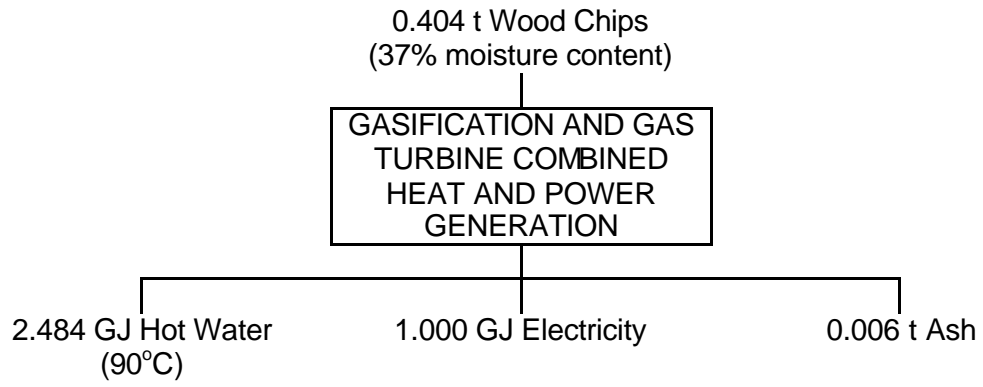 0.404 t Wood Chips
(37% moisture content)
GASIFICATION AND GAS
TURBINE COMBINED
HEAT AND POWER
GENERATION
2.484 GJ Hot Water
(90°C)
1.000 GJ Electricity
0.006 t Ash